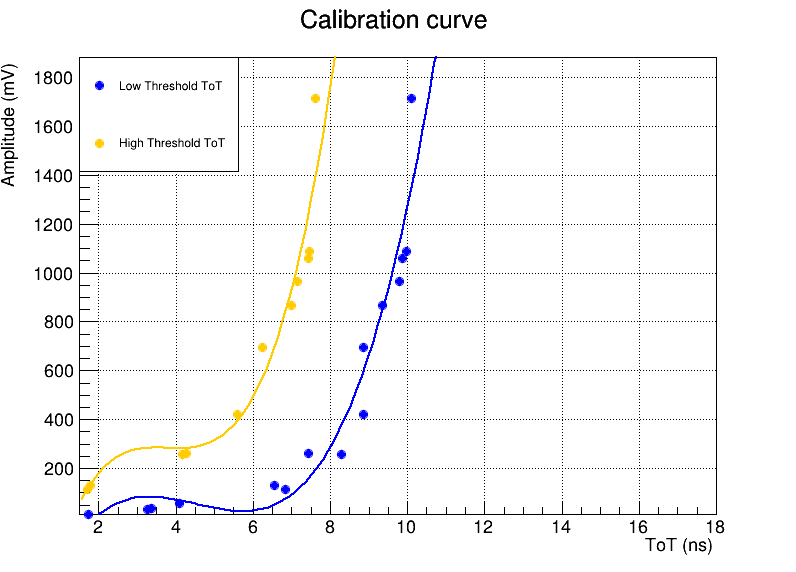 Calibration curve
Amplitude (mV)
Low Threshold ToT
High Threshold ToT
1800
1600
1400
1200
1000
800
600
400
200
2 4 6 8 10 12 14 16 18
ToT (ns)